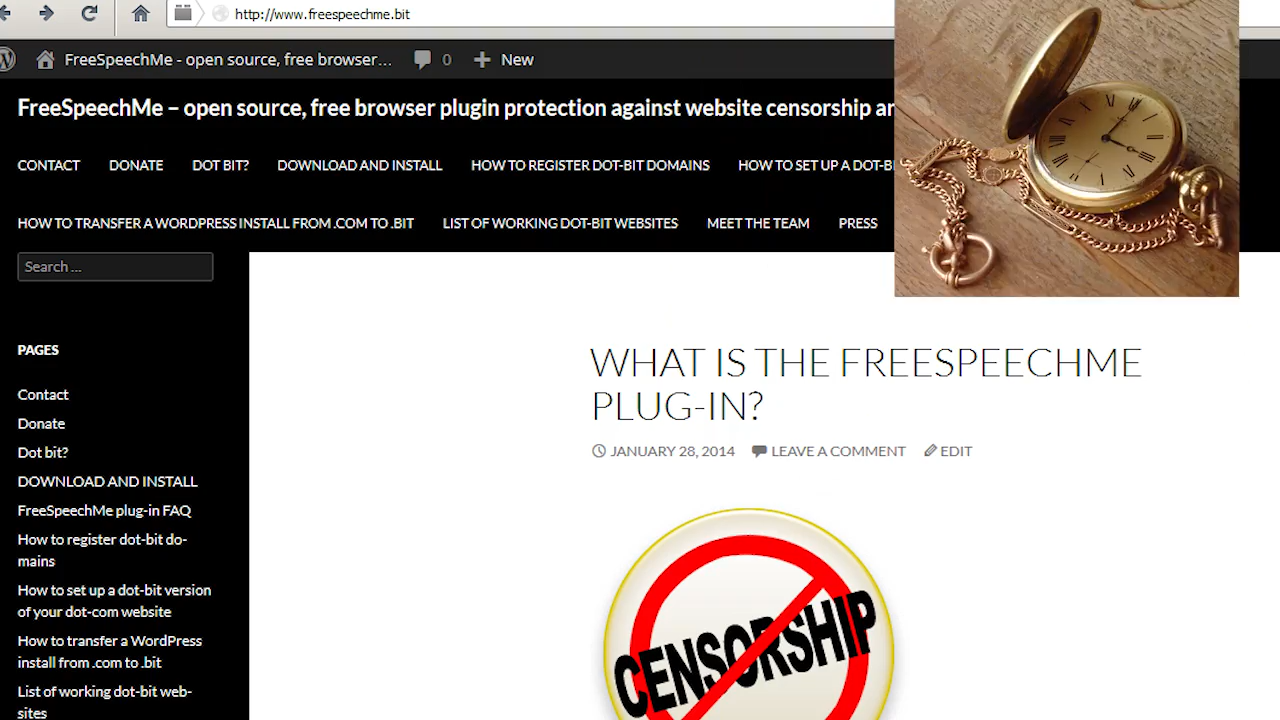 http://www.freespeechme.bit
FreeSpeechMe - open source, free browser...
0
New
FreeSpeechMe – open source, free browser plugin protection against website censorship
CONTACT DONATE DOT BIT? DOWNLOAD AND INSTALL HOW TO REGISTER DOT-BIT DOMAINS HOW TO SET UP A
HOW TO TRANSFER A WORDPRESS INSTALL FROM .COM TO .BIT LIST OF WORKING DOT-BIT WEBSITES MEET THE TEAM PRESS
Search ...
PAGES
Contact
Donate
Dot bit?
DOWNLOAD AND INSTALL
FreeSpeechMe plug-in FAQ
How to register dot-bit do-
mains
How to set up a dot-bit version
of your dot-com website
How to transfer a WordPress
install from .com to .bit
List of working dot-bit web-
sites
WHAT IS THE FREESPEECHME
PLUG-IN?
JANUARY 28, 2014 LEAVE A COMMENT EDIT
CENSORSHIP